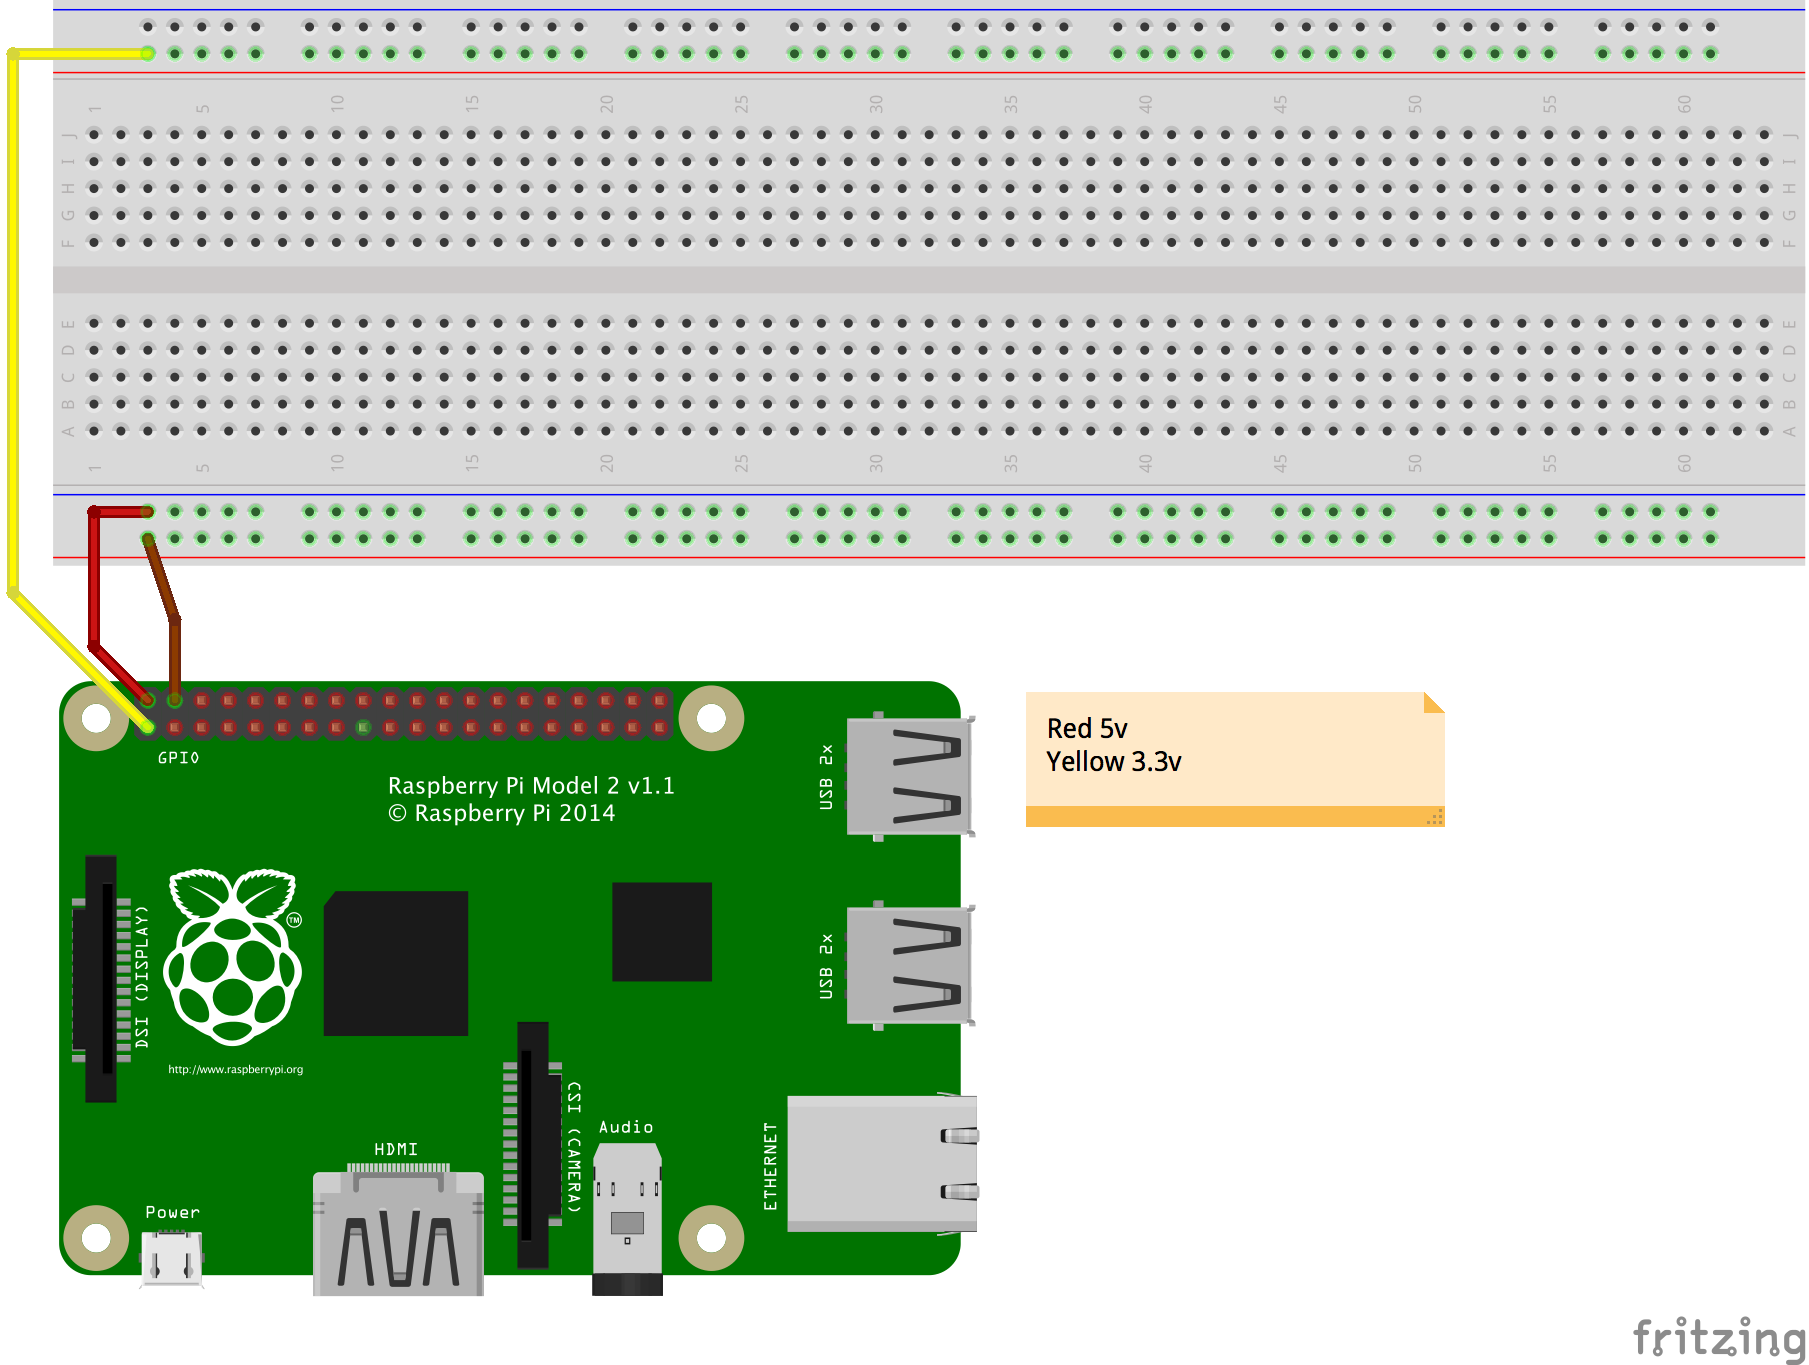 1 5 10 15 20 25 30 35 40 45 50 55 60
J J
I I
H H
G G
F F
E E
D D
C C
B B
A A
1 5 10 15 20 25 30 35 40 45 50 55 60
GPIO
Raspberry Pi Model 2 v1.1
© Raspberry Pi 2014
USB 2x
Red 5v
Yellow 3.3v
DSI (DISPLAY)
TM
USB 2x
http://www.raspberrypi.org
CSI (CAMERA)
Audio
ETHERNET
HDMI
Power
fritzing